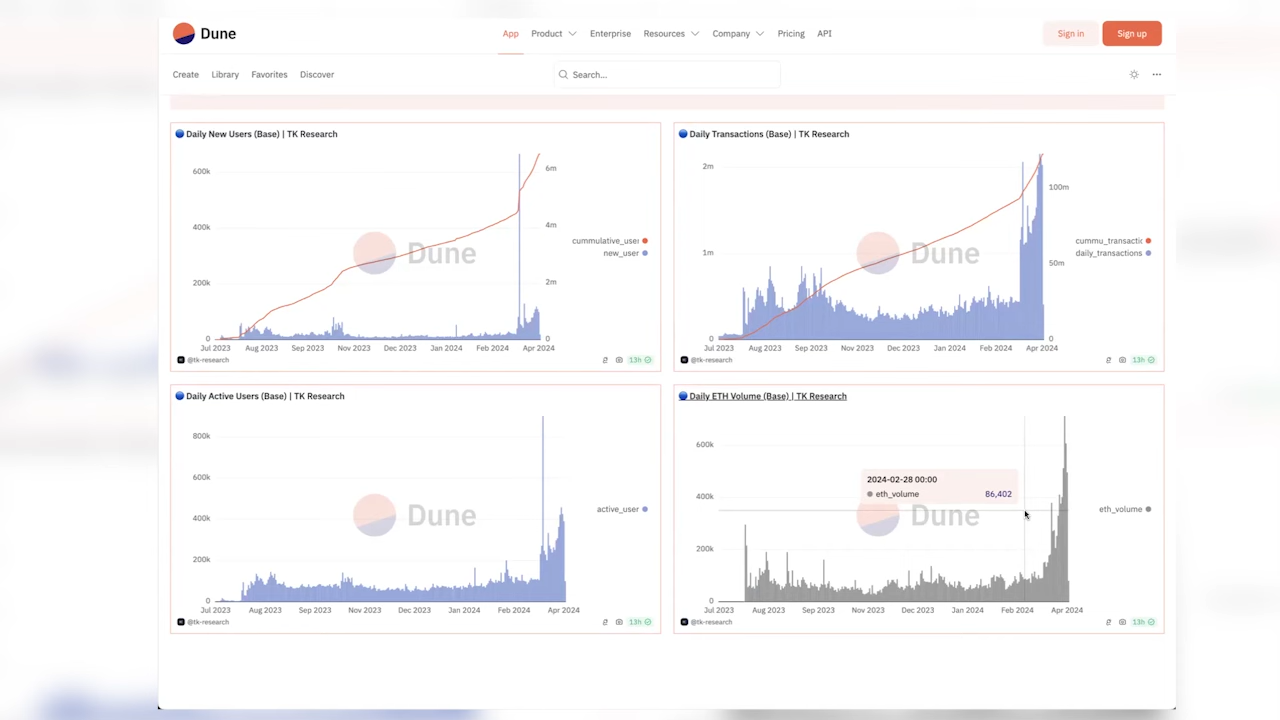 Dune
App Product Enterprise Resources Company Pricing API
Sign in Sign up
Create Library Favorites Discover
Search...
Daily New Users (Base) | TK Research
600k
400k
200k
0
6m
4m
2m
0
Dune
cummulative_user
new_user
Jul 2023 Aug 2023 Sep 2023 Nov 2023 Dec 2023 Jan 2024 Feb 2024 Apr 2024
@tk-research
13h
Daily Transactions (Base) | TK Research
2m
1m
0
100m
50m
0
Dune
cummu_transactic
daily_transactions
Jul 2023 Aug 2023 Sep 2023 Nov 2023 Dec 2023 Jan 2024 Feb 2024 Apr 2024
@tk-research
13h
Daily Active Users (Base) | TK Research
800k
600k
400k
200k
0
Dune
active_user
Jul 2023 Aug 2023 Sep 2023 Nov 2023 Dec 2023 Jan 2024 Feb 2024 Apr 2024
@tk-research
13h
Daily ETH Volume (Base) | TK Research
600k
400k
200k
0
2024-02-28 00:00
eth_volume 86,402
Dune
eth_volume
Jul 2023 Aug 2023 Sep 2023 Nov 2023 Dec 2023 Jan 2024 Feb 2024 Apr 2024
@tk-research
13h